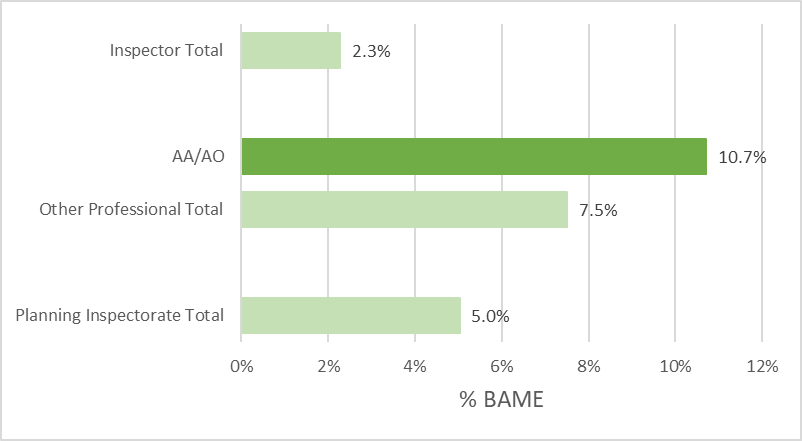 Inspector Total
2.3%
AA/AO
10.7%
Other Professional Total
7.5%
Planning Inspectorate Total
5.0%
0%
2%
4%
6%
8%
10%
12%
% BAME